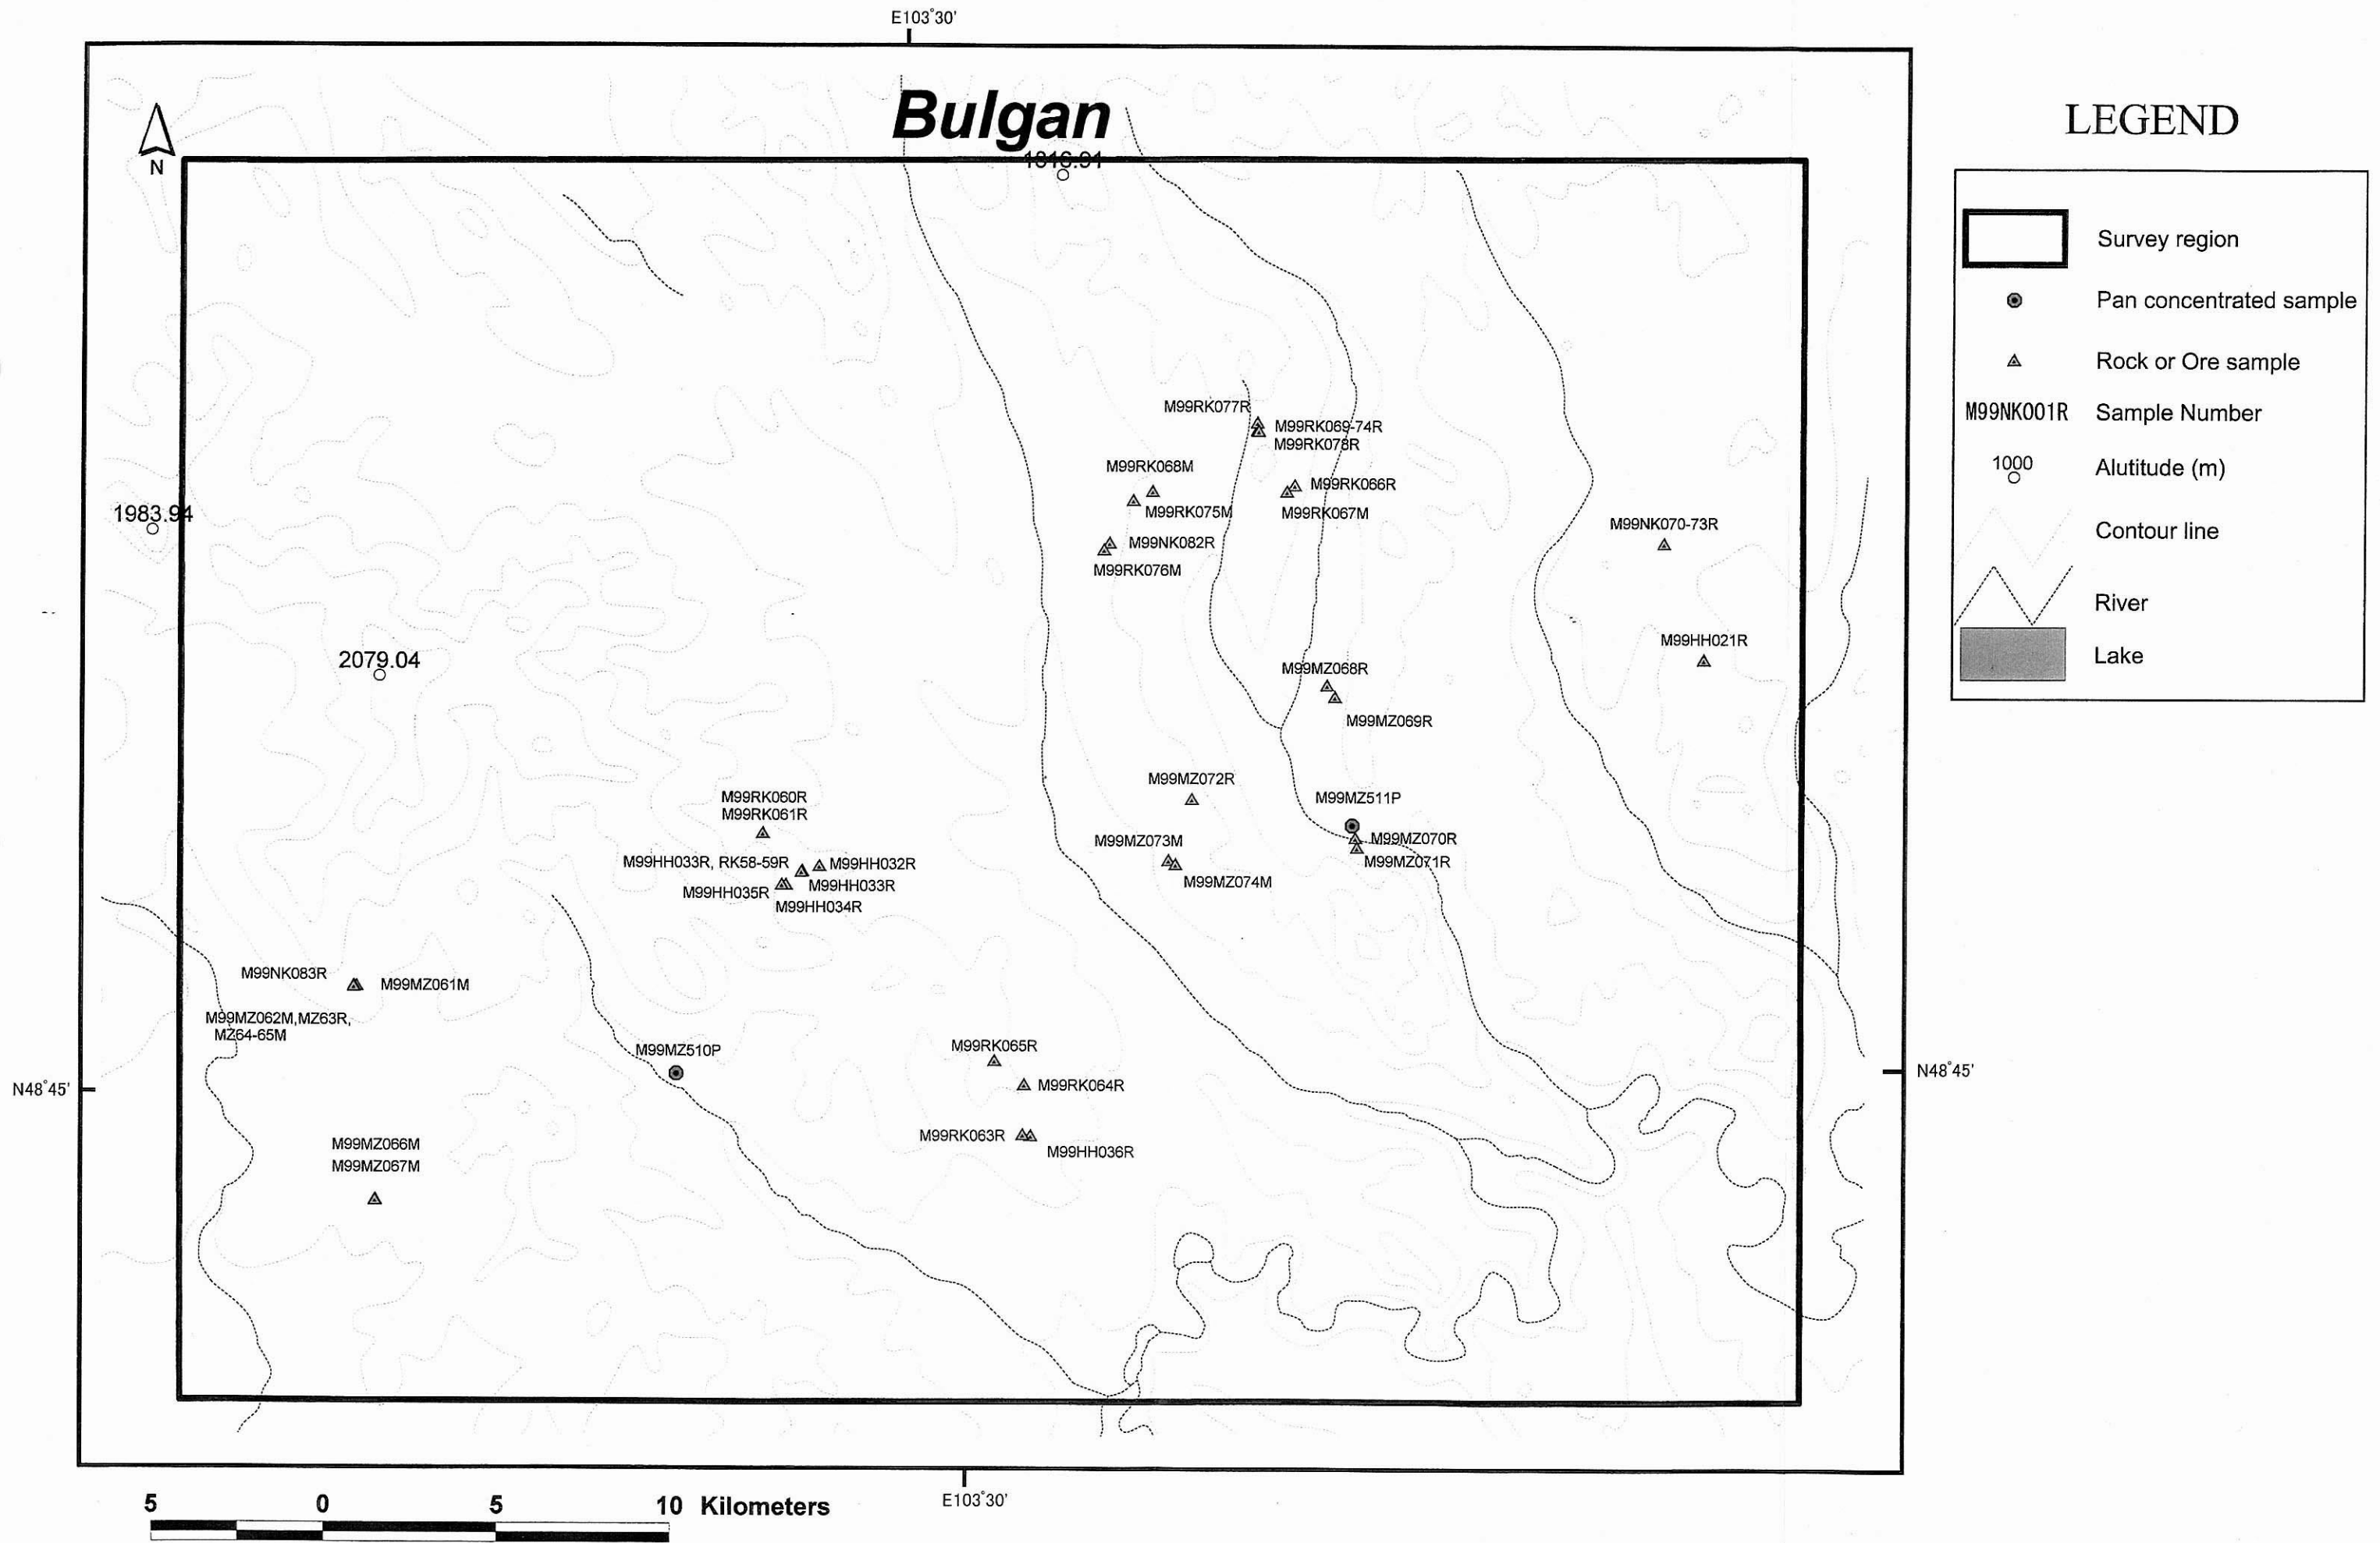 E103°30'
Bulgan
1816.91
N
LEGEND
Survey region
Pan concentrated sample
Rock or Ore sample
M99NK001R Sample Number
1000 Alutitude (m)
Contour line
River
Lake
M99RK077R
M99RK069-74R
M99RK078R
M99RK068M
M99RK066R
M99RK075M
M99RK067M
1983.94
M99NK070-73R
M99NK082R
M99RK076M
M99HH021R
2079.04
M99MZ068R
M99MZ069R
M99MZ072R
M99RK060R
M99RK061R
M99MZ511P
M99MZ073M
M99MZ070R
M99HH033R, RK58-59R
M99HH032R
M99MZ071R
M99HH035R
M99HH033R
M99MZ074M
M99HH034R
M99NK083R
M99MZ061M
M99MZ062M,MZ63R,
MZ64-65M
M99MZ510P
M99RK065R
N48°45'
M99RK064R
N48°45'
M99RK063R
M99HH036R
M99MZ066M
M99MZ067M
5 0 5 10 Kilometers
E103°30'